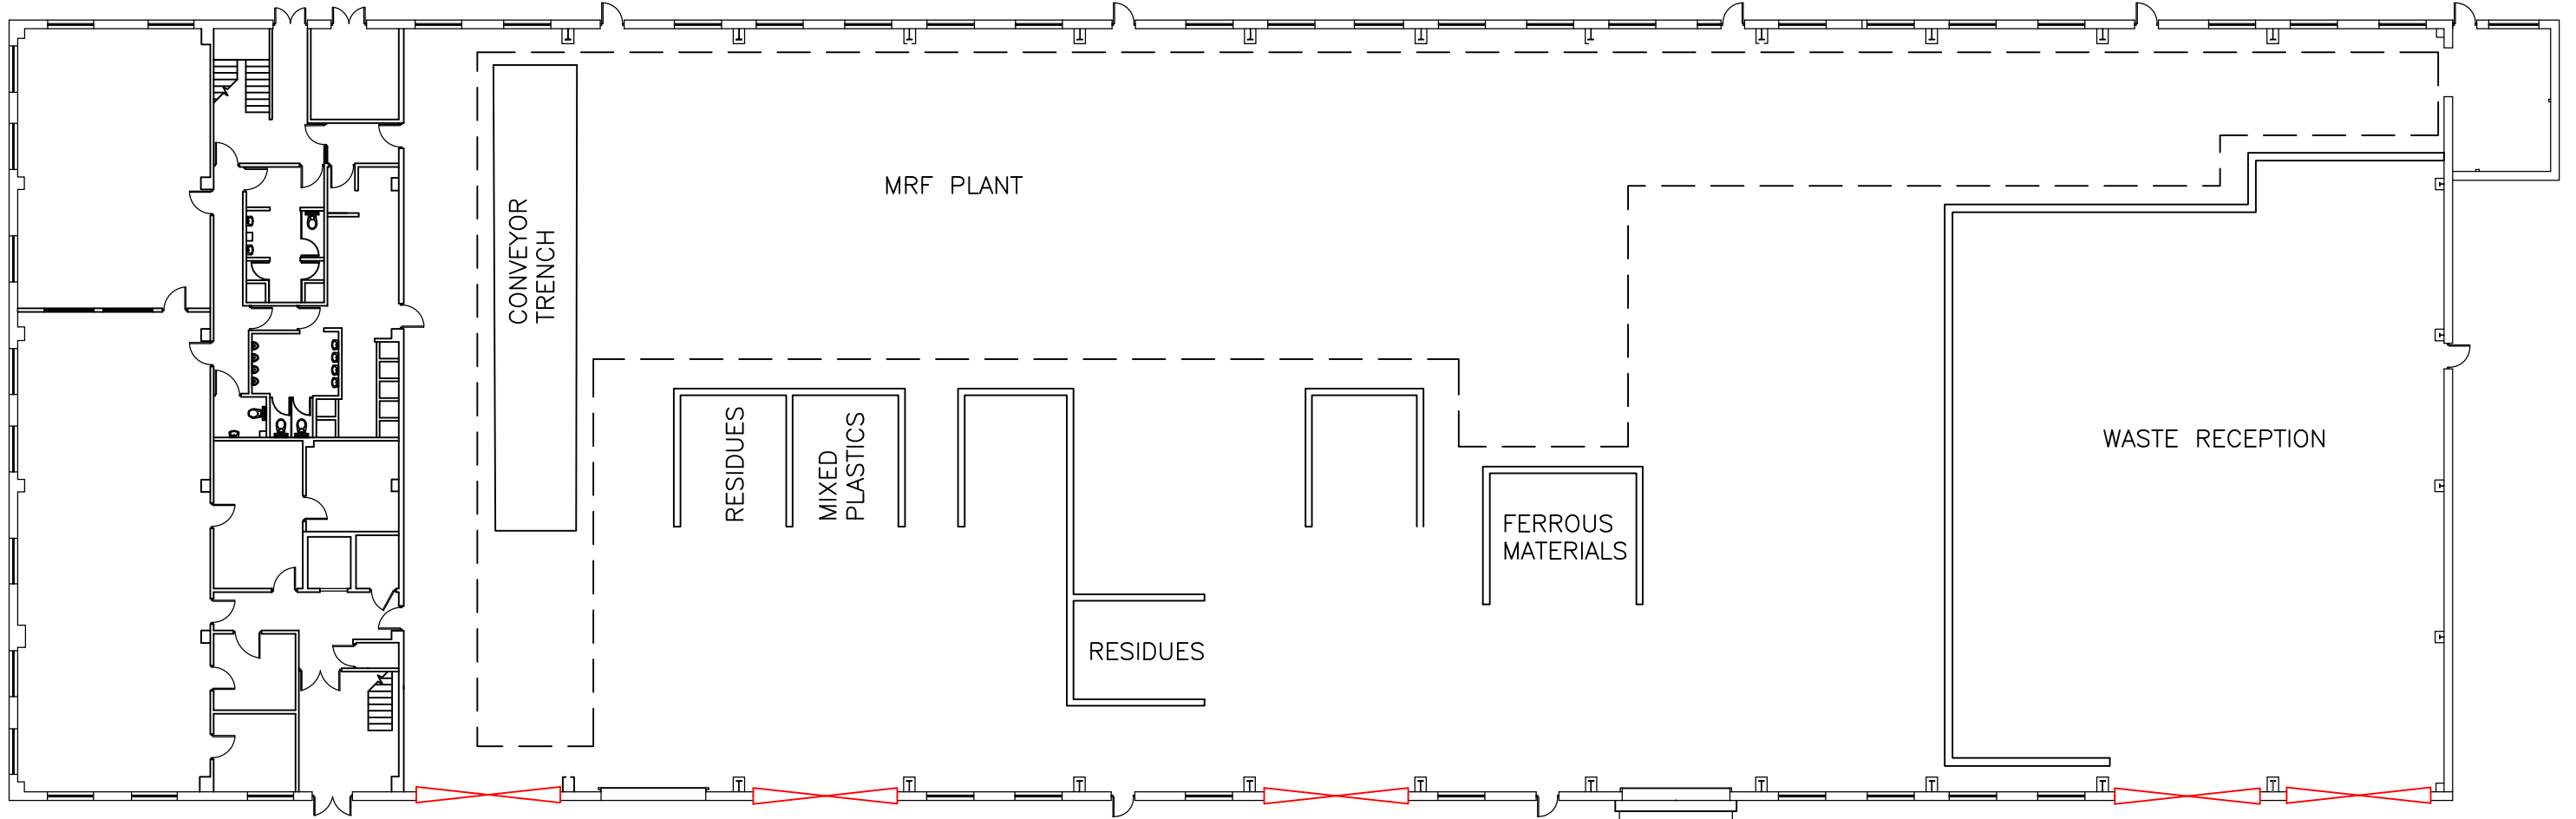 MRF PLANT
CONVEYOR
TRENCH
RESIDUES
MIXED
PLASTICS
WASTE RECEPTION
FERROUS
MATERIALS
RESIDUES